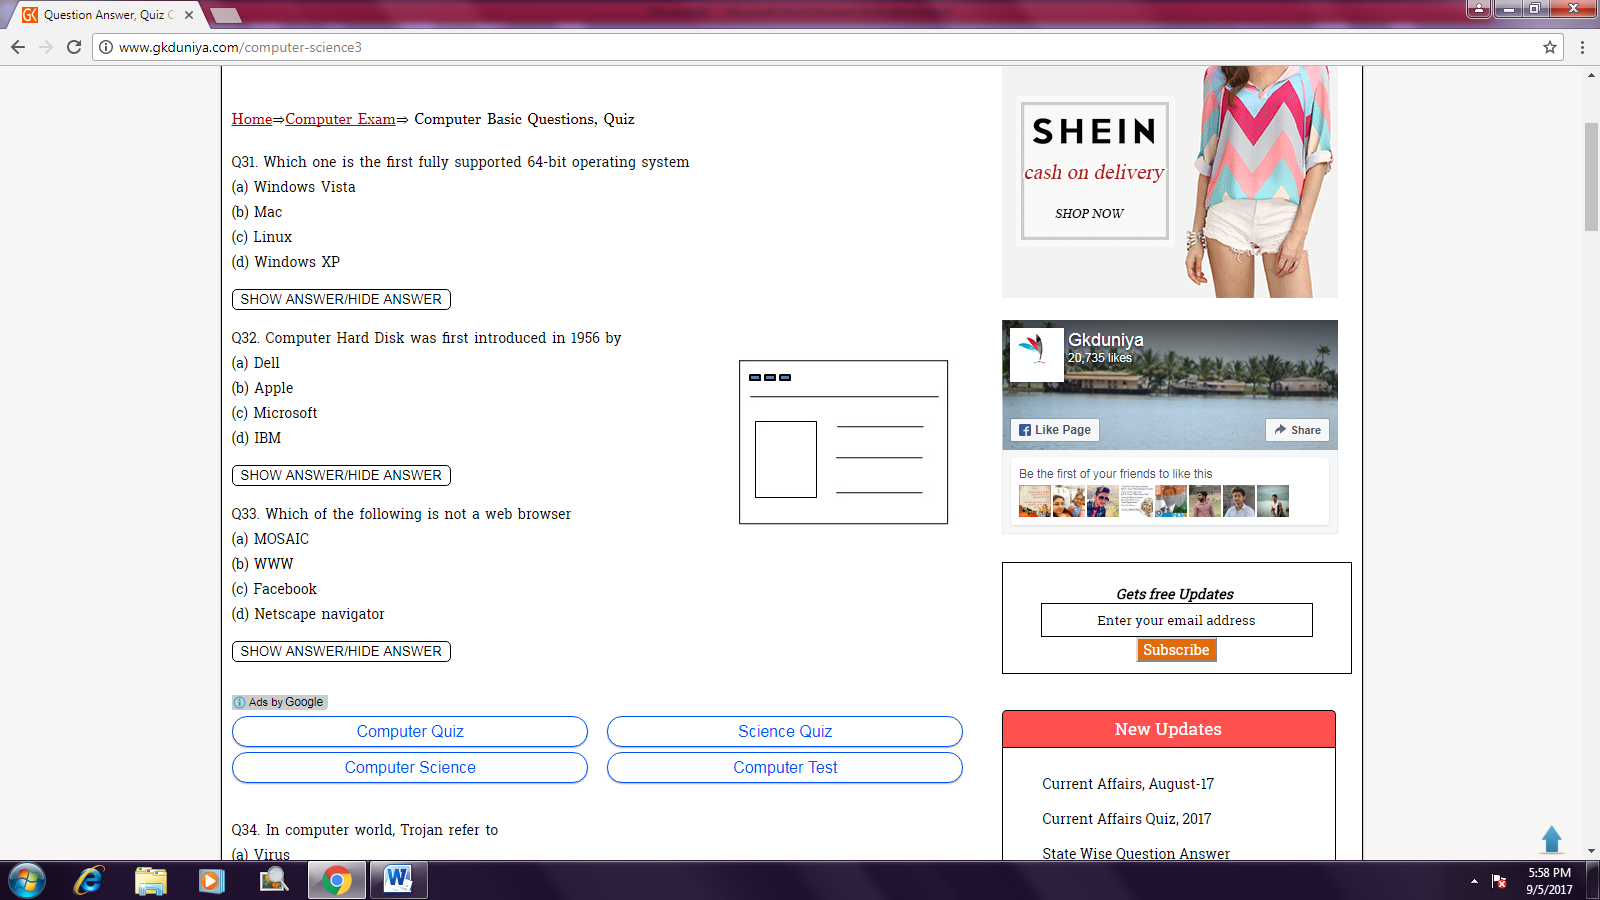 Question Answer, Quiz C
www.gkduniya.com/computer-science3
Home⇒Computer Exam⇒ Computer Basic Questions, Quiz
Q31. Which one is the first fully supported 64-bit operating system
(a) Windows Vista
(b) Mac
(c) Linux
(d) Windows XP
SHOW ANSWER/HIDE ANSWER
Q32. Computer Hard Disk was first introduced in 1956 by
(a) Dell
(b) Apple
(c) Microsoft
(d) IBM
SHOW ANSWER/HIDE ANSWER
Q33. Which of the following is not a web browser
(a) MOSAIC
(b) WWW
(c) Facebook
(d) Netscape navigator
SHOW ANSWER/HIDE ANSWER
Ads by Google
Computer Quiz
Science Quiz
Computer Science
Computer Test
Q34. In computer world, Trojan refer to
(a) Virus
SHEIN
cash on delivery
SHOP NOW
Gkduniya
20,735 likes
Like Page
Share
Be the first of your friends to like this
Gets free Updates
Enter your email address
Subscribe
New Updates
Current Affairs, August-17
Current Affairs Quiz, 2017
State Wise Question Answer
5:58 PM
9/5/2017